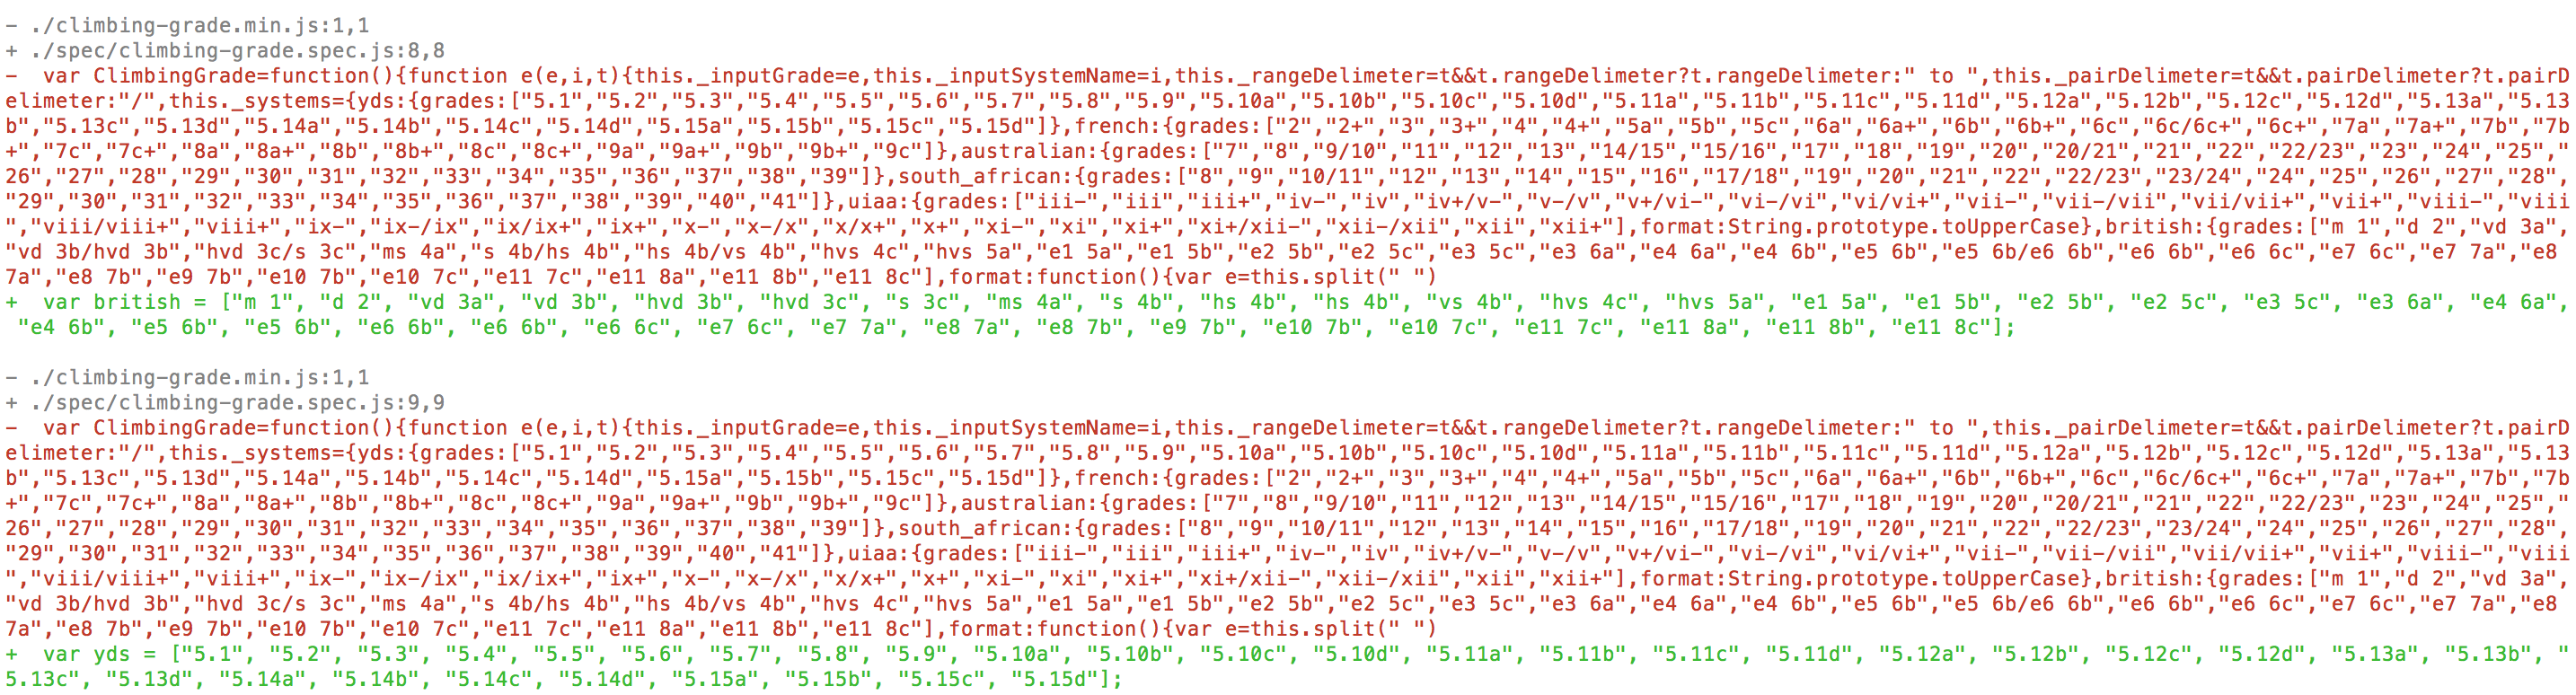 - ./climbing-grade.min.js:1,1
+ ./spec/climbing-grade.spec.js:8,8
-  var ClimbingGrade=function(){function e(e,i,t){this._inputGrade=e,this._inputSystemName=i,this._rangeDelimeter=t&&t.rangeDelimeter?t.rangeDelimeter:" to ",this._pairDelimeter=t&&t.pairDelimeter?t.pairD
elimeter:"/",this._systems={yds:{grades:["5.1","5.2","5.3","5.4","5.5","5.6","5.7","5.8","5.9","5.10a","5.10b","5.10c","5.10d","5.11a","5.11b","5.11c","5.11d","5.12a","5.12b","5.12c","5.12d","5.13a","5.13
b","5.13c","5.13d","5.14a","5.14b","5.14c","5.14d","5.15a","5.15b","5.15c","5.15d"]},french:{grades:["2","2+","3","3+","4","4+","5a","5b","5c","6a","6a+","6b","6b+","6c","6c/6c+","6c+","7a","7a+","7b","7b
+","7c","7c+","8a","8a+","8b","8b+","8c","8c+","9a","9a+","9b","9b+","9c"]},australian:{grades:["7","8","9/10","11","12","13","14/15","15/16","17","18","19","20","20/21","21","22","22/23","23","24","25","
26","27","28","29","30","31","32","33","34","35","36","37","38","39"]},south_african:{grades:["8","9","10/11","12","13","14","15","16","17/18","19","20","21","22","22/23","23/24","24","25","26","27","28",
"29","30","31","32","33","34","35","36","37","38","39","40","41"]},uiaa:{grades:["iii-","iii","iii+","iv-","iv","iv+/v-","v-/v","v+/vi-","vi-/vi","vi/vi+","vii-","vii-/vii","vii/vii+","vii+","viii-","viii
","viii/viii+","viii+","ix-","ix-/ix","ix/ix+","ix+","x-","x-/x","x/x+","x+","xi-","xi","xi+","xi+/xii-","xii-/xii","xii","xii+"],format:String.prototype.toUpperCase},british:{grades:["m 1","d 2","vd 3a",
"vd 3b/hvd 3b","hvd 3c/s 3c","ms 4a","s 4b/hs 4b","hs 4b/vs 4b","hvs 4c","hvs 5a","e1 5a","e1 5b","e2 5b","e2 5c","e3 5c","e3 6a","e4 6a","e4 6b","e5 6b","e5 6b/e6 6b","e6 6b","e6 6c","e7 6c","e7 7a","e8 
7a","e8 7b","e9 7b","e10 7b","e10 7c","e11 7c","e11 8a","e11 8b","e11 8c"],format:function(){var e=this.split(" ")
+  var british = ["m 1", "d 2", "vd 3a", "vd 3b", "hvd 3b", "hvd 3c", "s 3c", "ms 4a", "s 4b", "hs 4b", "hs 4b", "vs 4b", "hvs 4c", "hvs 5a", "e1 5a", "e1 5b", "e2 5b", "e2 5c", "e3 5c", "e3 6a", "e4 6a",
 "e4 6b", "e5 6b", "e5 6b", "e6 6b", "e6 6b", "e6 6c", "e7 6c", "e7 7a", "e8 7a", "e8 7b", "e9 7b", "e10 7b", "e10 7c", "e11 7c", "e11 8a", "e11 8b", "e11 8c"];
- ./climbing-grade.min.js:1,1
+ ./spec/climbing-grade.spec.js:9,9
-  var ClimbingGrade=function(){function e(e,i,t){this._inputGrade=e,this._inputSystemName=i,this._rangeDelimeter=t&&t.rangeDelimeter?t.rangeDelimeter:" to ",this._pairDelimeter=t&&t.pairDelimeter?t.pairD
elimeter:"/",this._systems={yds:{grades:["5.1","5.2","5.3","5.4","5.5","5.6","5.7","5.8","5.9","5.10a","5.10b","5.10c","5.10d","5.11a","5.11b","5.11c","5.11d","5.12a","5.12b","5.12c","5.12d","5.13a","5.13
b","5.13c","5.13d","5.14a","5.14b","5.14c","5.14d","5.15a","5.15b","5.15c","5.15d"]},french:{grades:["2","2+","3","3+","4","4+","5a","5b","5c","6a","6a+","6b","6b+","6c","6c/6c+","6c+","7a","7a+","7b","7b
+","7c","7c+","8a","8a+","8b","8b+","8c","8c+","9a","9a+","9b","9b+","9c"]},australian:{grades:["7","8","9/10","11","12","13","14/15","15/16","17","18","19","20","20/21","21","22","22/23","23","24","25","
26","27","28","29","30","31","32","33","34","35","36","37","38","39"]},south_african:{grades:["8","9","10/11","12","13","14","15","16","17/18","19","20","21","22","22/23","23/24","24","25","26","27","28",
"29","30","31","32","33","34","35","36","37","38","39","40","41"]},uiaa:{grades:["iii-","iii","iii+","iv-","iv","iv+/v-","v-/v","v+/vi-","vi-/vi","vi/vi+","vii-","vii-/vii","vii/vii+","vii+","viii-","viii
","viii/viii+","viii+","ix-","ix-/ix","ix/ix+","ix+","x-","x-/x","x/x+","x+","xi-","xi","xi+","xi+/xii-","xii-/xii","xii","xii+"],format:String.prototype.toUpperCase},british:{grades:["m 1","d 2","vd 3a",
"vd 3b/hvd 3b","hvd 3c/s 3c","ms 4a","s 4b/hs 4b","hs 4b/vs 4b","hvs 4c","hvs 5a","e1 5a","e1 5b","e2 5b","e2 5c","e3 5c","e3 6a","e4 6a","e4 6b","e5 6b","e5 6b/e6 6b","e6 6b","e6 6c","e7 6c","e7 7a","e8 
7a","e8 7b","e9 7b","e10 7b","e10 7c","e11 7c","e11 8a","e11 8b","e11 8c"],format:function(){var e=this.split(" ")
+  var yds = ["5.1", "5.2", "5.3", "5.4", "5.5", "5.6", "5.7", "5.8", "5.9", "5.10a", "5.10b", "5.10c", "5.10d", "5.11a", "5.11b", "5.11c", "5.11d", "5.12a", "5.12b", "5.12c", "5.12d", "5.13a", "5.13b", "
5.13c", "5.13d", "5.14a", "5.14b", "5.14c", "5.14d", "5.15a", "5.15b", "5.15c", "5.15d"];